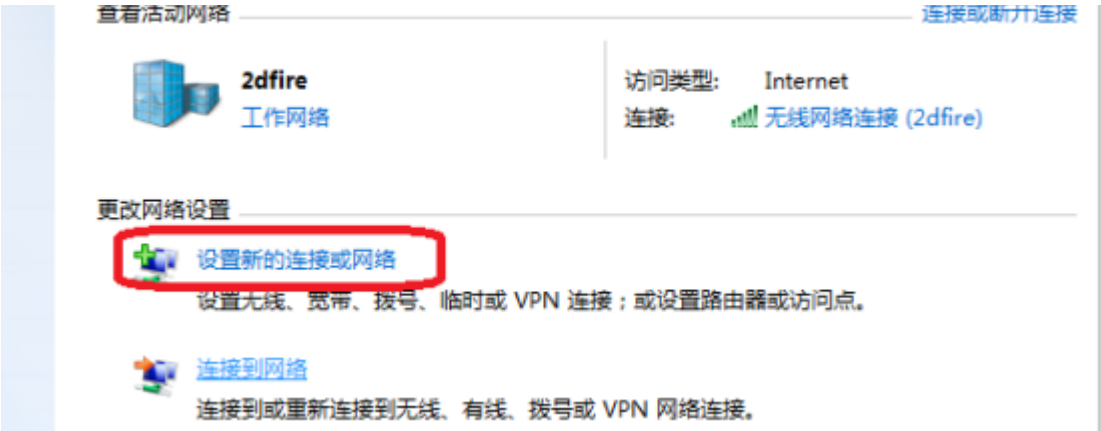 查看活动网络
连接或断开连接
2dfire
工作网络
访问类型: Internet
连接: 无线网络连接 (2dfire)
更改网络设置
设置新的连接或网络
设置无线、宽带、拨号、临时或 VPN 连接；或设置路由器或访问点。
连接到网络
连接到或重新连接到无线、有线、拨号或 VPN 网络连接。